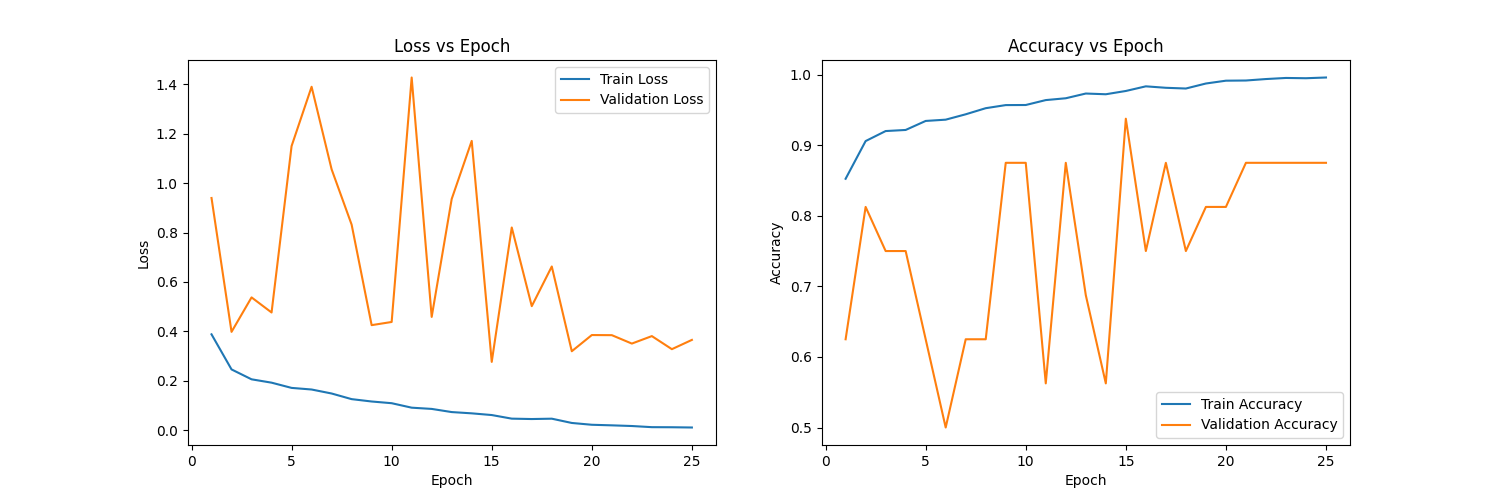 Loss vs Epoch
Train Loss
Validation Loss
1.4
1.2
1.0
0.8
0.6
0.4
0.2
0.0
Loss
0 5 10 15 20 25
Epoch
Accuracy vs Epoch
1.0
0.9
0.8
0.7
0.6
0.5
Accuracy
Train Accuracy
Validation Accuracy
0 5 10 15 20 25
Epoch